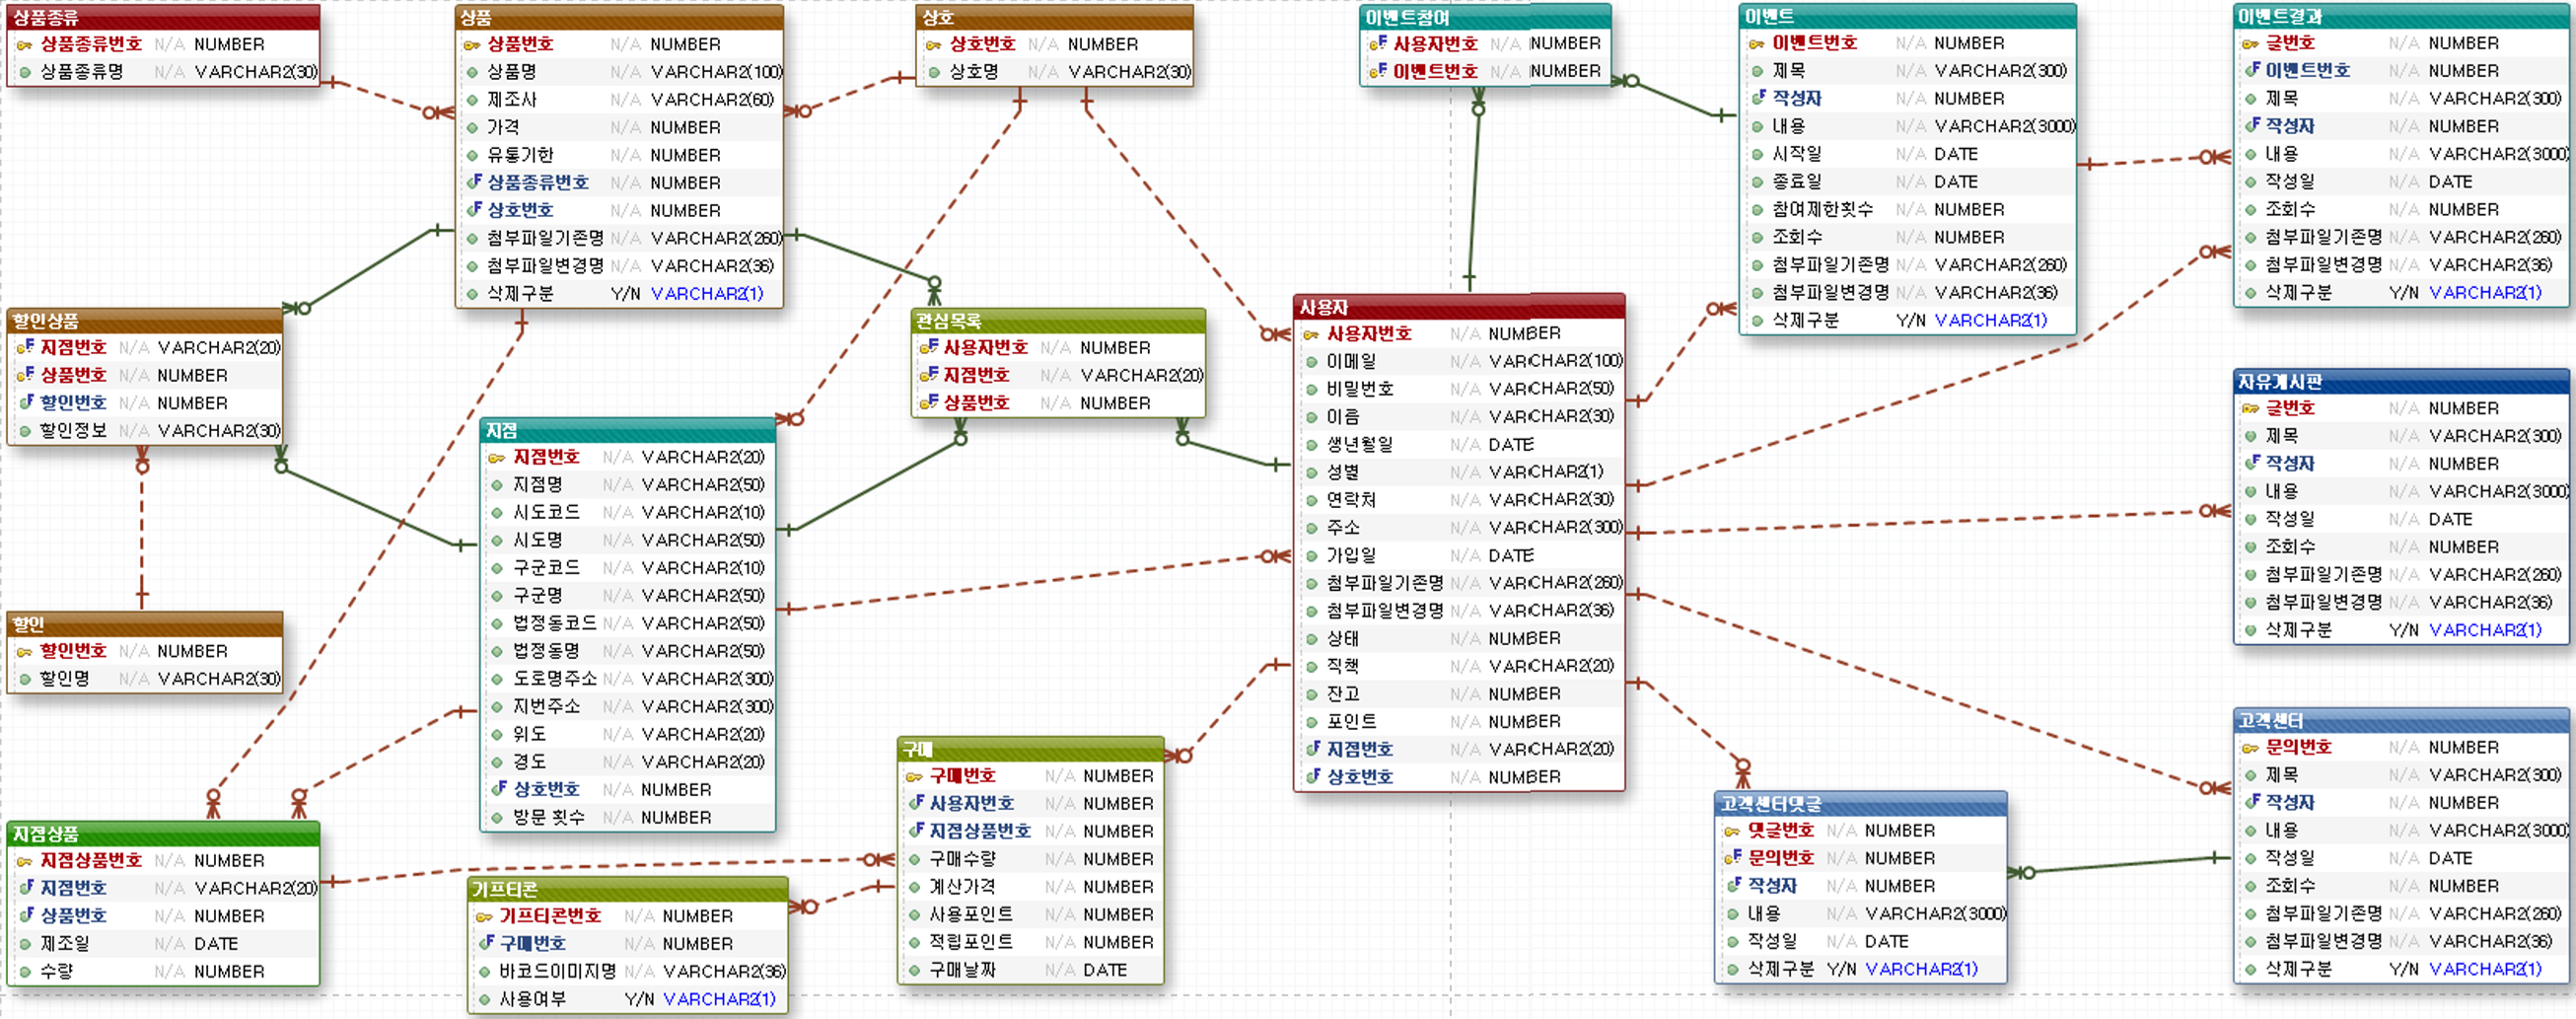 상품종류
상품종류번호 N/A NUMBER
상품종류명 N/A VARCHAR2(30)
상품
상품번호 N/A NUMBER
상품명 N/A VARCHAR2(100)
제조사 N/A VARCHAR2(60)
가격 N/A NUMBER
유통기한 N/A NUMBER
상품종류번호 N/A NUMBER
상호번호 N/A NUMBER
첨부파일기존명 N/A VARCHAR2(260)
첨부파일변경명 N/A VARCHAR2(36)
삭제구분 Y/N VARCHAR2(1)
상호
상호번호 N/A NUMBER
상호명 N/A VARCHAR2(30)
이벤트참여
사용자번호 N/A NUMBER
이벤트번호 N/A NUMBER
이벤트
이벤트번호 N/A NUMBER
제목 N/A VARCHAR2(300)
작성자 N/A NUMBER
내용 N/A VARCHAR2(3000)
시작일 N/A DATE
종료일 N/A DATE
참여제한횟수 N/A NUMBER
조회수 N/A NUMBER
첨부파일기존명 N/A VARCHAR2(260)
첨부파일변경명 N/A VARCHAR2(36)
삭제구분 Y/N VARCHAR2(1)
이벤트결과
글번호 N/A NUMBER
이벤트번호 N/A NUMBER
제목 N/A VARCHAR2(300)
작성자 N/A NUMBER
내용 N/A VARCHAR2(3000)
작성일 N/A DATE
조회수 N/A NUMBER
첨부파일기존명 N/A VARCHAR2(260)
첨부파일변경명 N/A VARCHAR2(36)
삭제구분 Y/N VARCHAR2(1)
할인상품
지점번호 N/A VARCHAR2(20)
상품번호 N/A NUMBER
할인번호 N/A NUMBER
할인정보 N/A VARCHAR2(30)
관심목록
사용자번호 N/A NUMBER
지점번호 N/A VARCHAR2(20)
상품번호 N/A NUMBER
사용자
사용자번호 N/A NUMBER
이메일 N/A VARCHAR2(100)
비밀번호 N/A VARCHAR2(50)
이름 N/A VARCHAR2(30)
생년월일 N/A DATE
성별 N/A VARCHAR2(1)
연락처 N/A VARCHAR2(30)
주소 N/A VARCHAR2(300)
가입일 N/A DATE
첨부파일기존명 N/A VARCHAR2(260)
첨부파일변경명 N/A VARCHAR2(36)
상태 N/A NUMBER
직책 N/A VARCHAR2(20)
잔고 N/A NUMBER
포인트 N/A NUMBER
지점번호 N/A VARCHAR2(20)
상호번호 N/A NUMBER
자유게시판
글번호 N/A NUMBER
제목 N/A VARCHAR2(300)
작성자 N/A NUMBER
내용 N/A VARCHAR2(3000)
작성일 N/A DATE
조회수 N/A NUMBER
첨부파일기존명 N/A VARCHAR2(260)
첨부파일변경명 N/A VARCHAR2(36)
삭제구분 Y/N VARCHAR2(1)
지점
지점번호 N/A VARCHAR2(20)
지점명 N/A VARCHAR2(50)
시도코드 N/A VARCHAR2(10)
시도명 N/A VARCHAR2(50)
구군코드 N/A VARCHAR2(10)
구군명 N/A VARCHAR2(50)
법정동코드 N/A VARCHAR2(50)
법정동명 N/A VARCHAR2(50)
도로명주소 N/A VARCHAR2(300)
지번주소 N/A VARCHAR2(300)
위도 N/A VARCHAR2(20)
경도 N/A VARCHAR2(20)
상호번호 N/A NUMBER
방문 횟수 N/A NUMBER
할인
할인번호 N/A NUMBER
할인명 N/A VARCHAR2(30)
고객센터
문의번호 N/A NUMBER
제목 N/A VARCHAR2(300)
작성자 N/A NUMBER
내용 N/A VARCHAR2(3000)
작성일 N/A DATE
조회수 N/A NUMBER
첨부파일기존명 N/A VARCHAR2(260)
첨부파일변경명 N/A VARCHAR2(36)
삭제구분 Y/N VARCHAR2(1)
구매
구매번호 N/A NUMBER
사용자번호 N/A NUMBER
지점상품번호 N/A NUMBER
구매수량 N/A NUMBER
계산가격 N/A NUMBER
사용포인트 N/A NUMBER
적립포인트 N/A NUMBER
구매날짜 N/A DATE
고객센터댓글
댓글번호 N/A NUMBER
문의번호 N/A NUMBER
작성자 N/A NUMBER
내용 N/A VARCHAR2(3000)
작성일 N/A DATE
삭제구분 Y/N VARCHAR2(1)
지점상품
지점상품번호 N/A NUMBER
지점번호 N/A VARCHAR2(20)
상품번호 N/A NUMBER
제조일 N/A DATE
수량 N/A NUMBER
기프티콘
기프티콘번호 N/A NUMBER
구매번호 N/A NUMBER
바코드이미지명 N/A VARCHAR2(36)
사용여부 Y/N VARCHAR2(1)